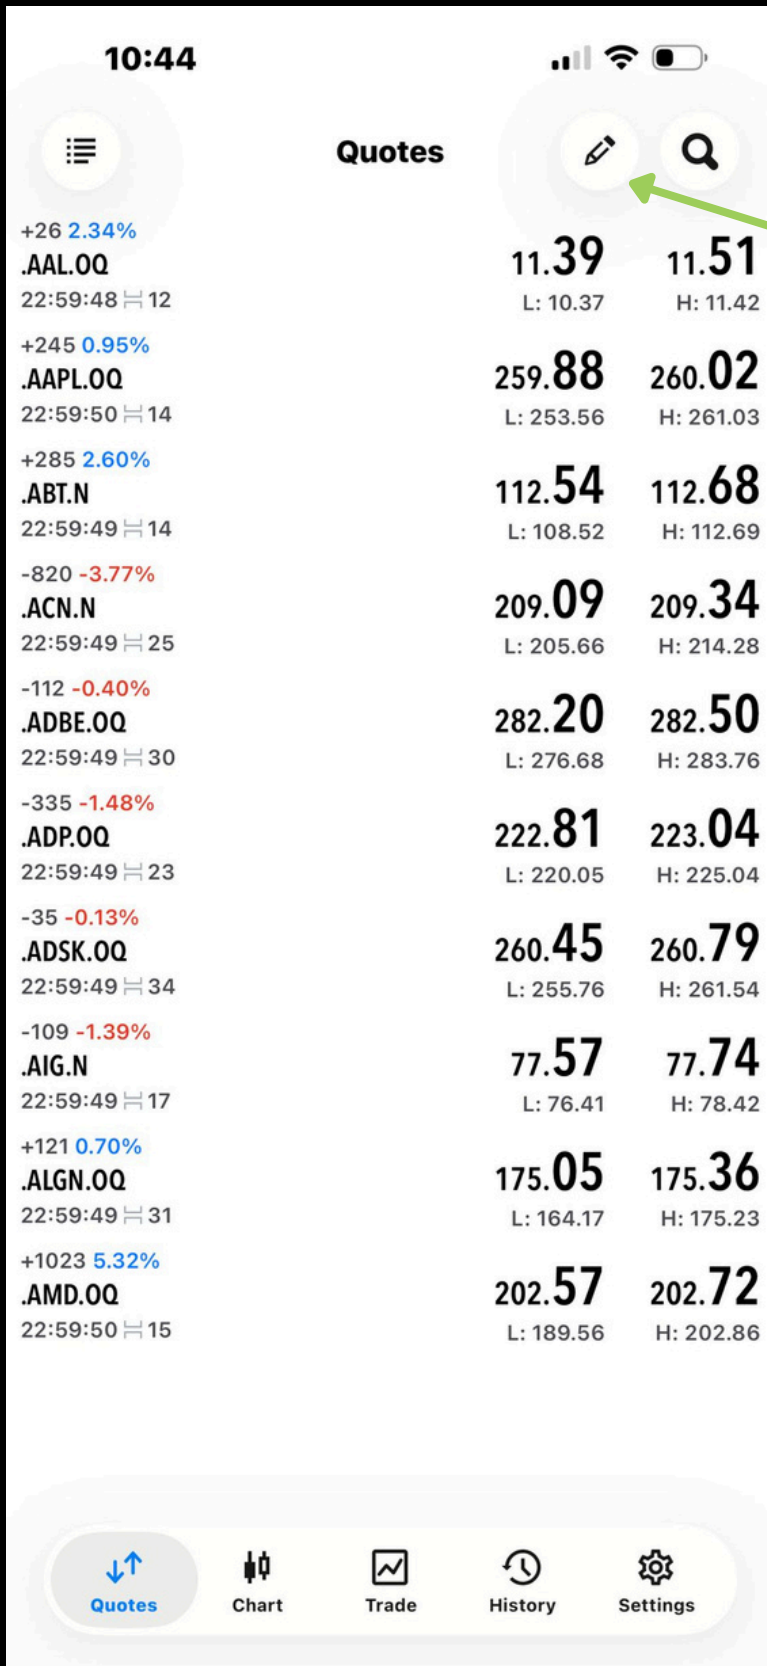 10:44
Quotes
+26 2.34%
.AAL.OQ 11.39 11.51
22:59:48 12 L: 10.37 H: 11.42
+245 0.95%
.AAPL.OQ 259.88 260.02
22:59:50 14 L: 253.56 H: 261.03
+285 2.60%
.ABT.N 112.54 112.68
22:59:49 14 L: 108.52 H: 112.69
-820 -3.77%
.ACN.N 209.09 209.34
22:59:49 25 L: 205.66 H: 214.28
-112 -0.40%
.ADBE.OQ 282.20 282.50
22:59:49 30 L: 276.68 H: 283.76
-335 -1.48%
.ADP.OQ 222.81 223.04
22:59:49 23 L: 220.05 H: 225.04
-35 -0.13%
.ADSK.OQ 260.45 260.79
22:59:49 34 L: 255.76 H: 261.54
-109 -1.39%
.AIG.N 77.57 77.74
22:59:49 17 L: 76.41 H: 78.42
+121 0.70%
.ALGN.OQ 175.05 175.36
22:59:49 31 L: 164.17 H: 175.23
+1023 5.32%
.AMD.OQ 202.57 202.72
22:59:50 15 L: 189.56 H: 202.86
Quotes Chart Trade History Settings